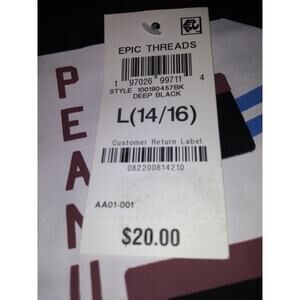 EPIC THREADS
1 97026 99711 4
STYLE 100190457BK
DEEP BLACK
L(14/16)
Customer Return Label
082200814210
AA01-001
$20.00
P
E
A
N